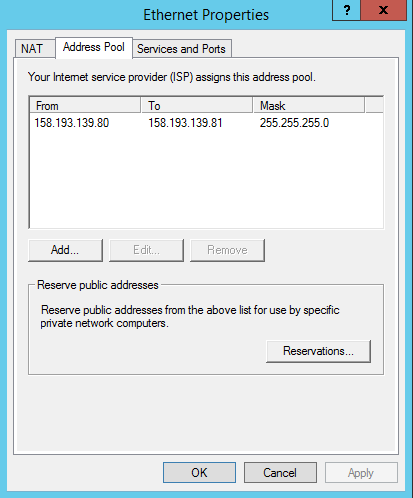 Ethernet Properties
? x
NAT Address Pool Services and Ports
Your Internet service provider (ISP) assigns this address pool.
From To Mask
158.193.139.80 158.193.139.81 255.255.255.0
Add... Edit... Remove
Reserve public addresses
Reserve public addresses from the above list for use by specific
private network computers.
Reservations...
OK Cancel Apply